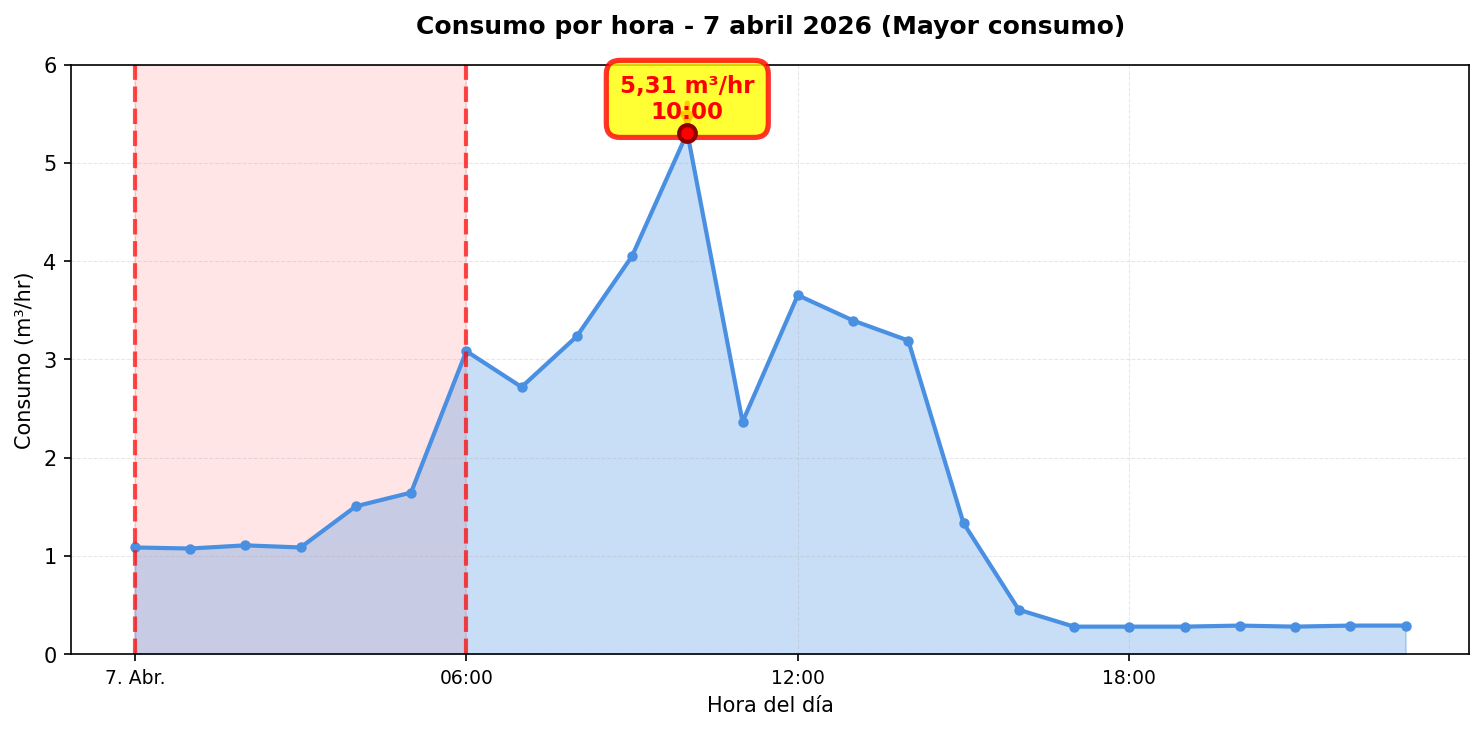 Consumo por hora - 7 abril 2026 (Mayor consumo)
5,31 m³/hr
10:00
Consumo (m³/hr)
6
5
4
3
2
1
0
7. Abr.
06:00
12:00
18:00
Hora del día